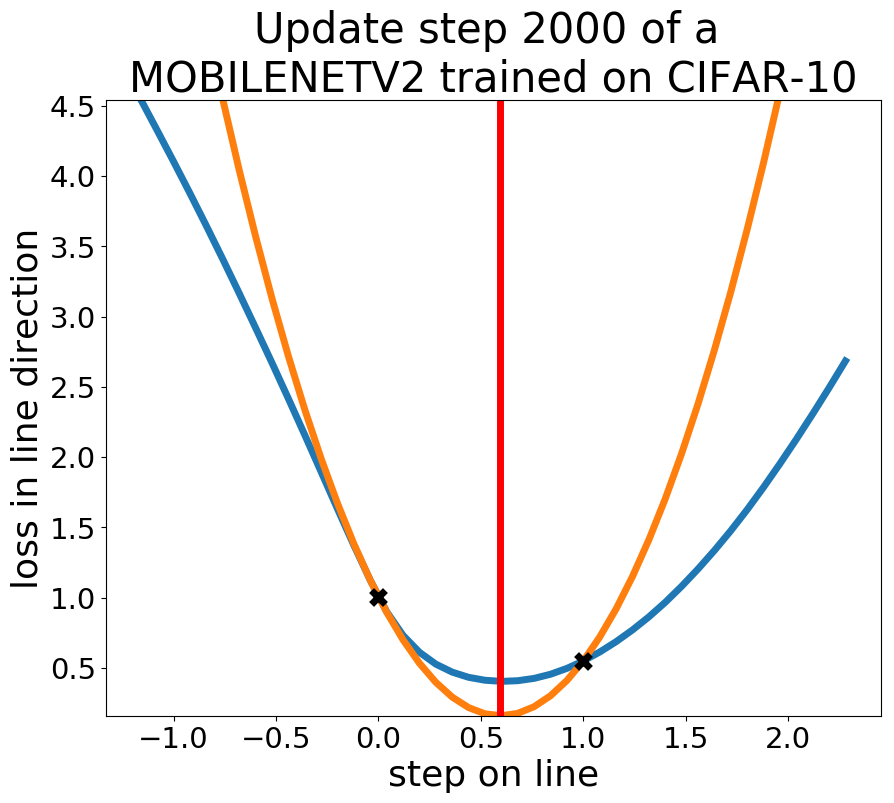 Update step 2000 of a
MOBILENETV2 trained on CIFAR-10
4.5
4.0
3.5
3.0
2.5
2.0
1.5
1.0
0.5
loss in line direction
−1.0 −0.5 0.0 0.5 1.0 1.5 2.0
step on line